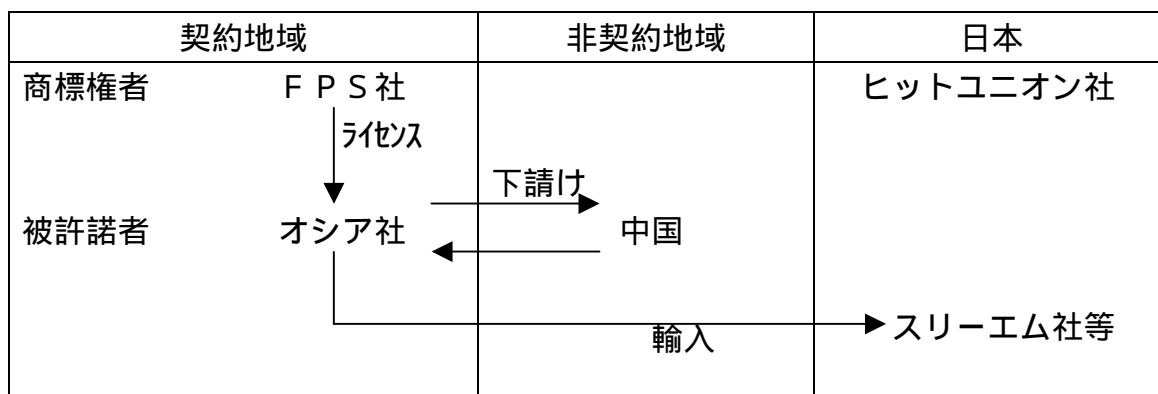 契約地域 非契約地域 日本
商標権者 ＦＰＳ社 ヒットユニオン社
ﾗｲｾﾝｽ
下請け
被許諾者 オシア社 中国
スリーエム社等
輸入